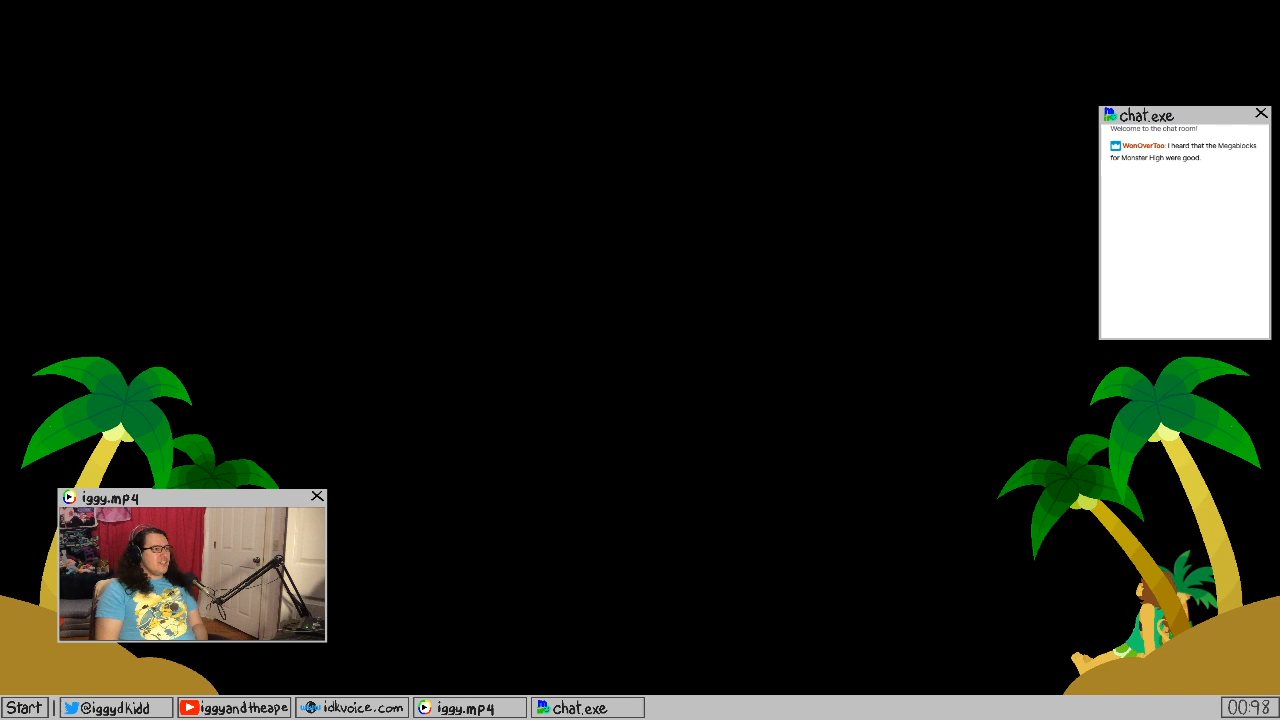 chat.exe
Welcome to the chat room!
WonOverToo: I heard that the Megablocks
for Monster High were good.
iggy.mp4
Start | @iggydkidd iggyandtheape idkvoice.com iggy.mp4 chat.exe 00:98